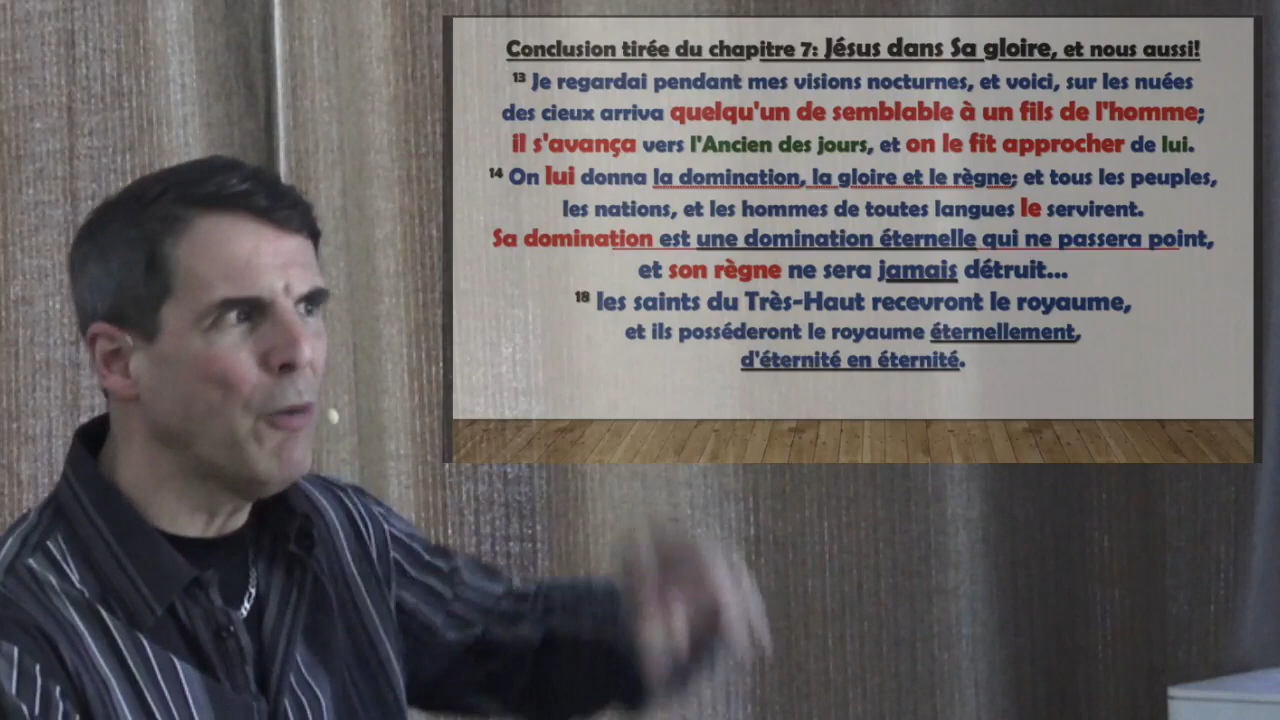 Conclusion tirée du chapitre 7: Jésus dans Sa gloire, et nous aussi!
¹³ Je regardai pendant mes visions nocturnes, et voici, sur les nuées
des cieux arriva quelqu'un de semblable à un fils de l'homme;
il s'avança vers l'Ancien des jours, et on le fit approcher de lui.
¹⁴ On lui donna la domination, la gloire et le règne; et tous les peuples,
les nations, et les hommes de toutes langues le servirent.
Sa domination est une domination éternelle qui ne passera point,
et son règne ne sera jamais détruit...
¹⁸ les saints du Très-Haut recevront le royaume,
et ils posséderont le royaume éternellement,
d'éternité en éternité.